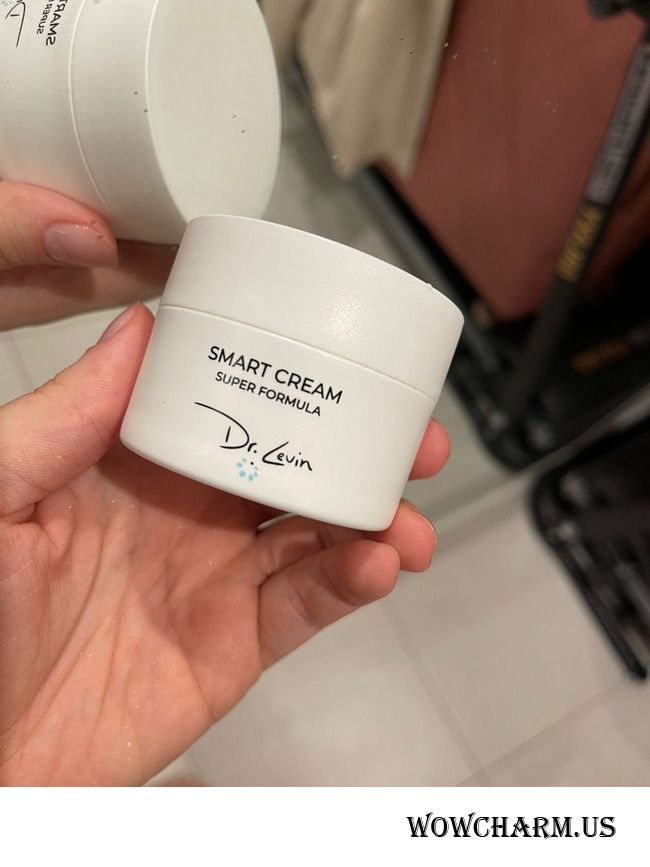 SMART CREAM
SUPER FORMULA
Dr. Levin
WOWCHARM.US